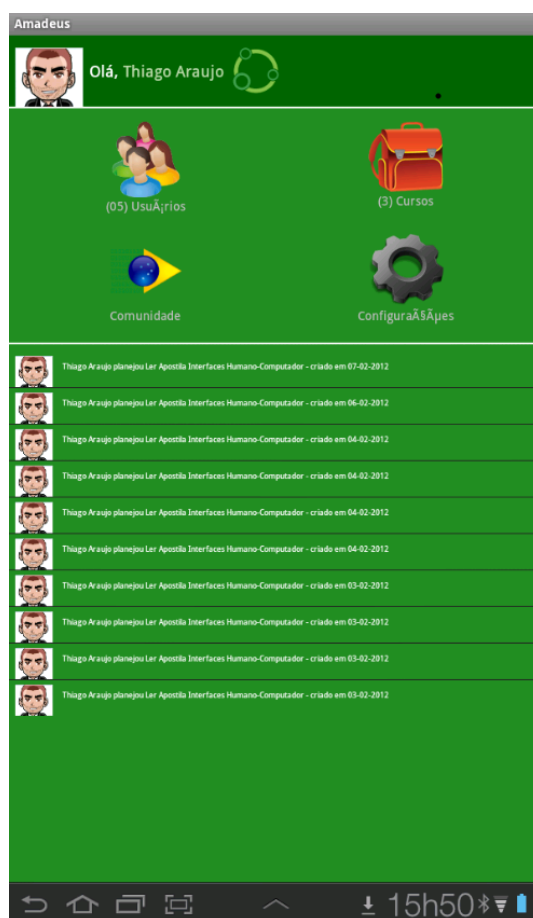 Amadeus
Olá, Thiago Araujo
(05) UsuÃ¡rios
(3) Cursos
Comunidade
ConfiguraÃ§Ãµes
Thiago Araujo planejou Ler Apostila Interfaces Humano-Computador - criado em 07-02-2012
Thiago Araujo planejou Ler Apostila Interfaces Humano-Computador - criado em 06-02-2012
Thiago Araujo planejou Ler Apostila Interfaces Humano-Computador - criado em 04-02-2012
Thiago Araujo planejou Ler Apostila Interfaces Humano-Computador - criado em 04-02-2012
Thiago Araujo planejou Ler Apostila Interfaces Humano-Computador - criado em 04-02-2012
Thiago Araujo planejou Ler Apostila Interfaces Humano-Computador - criado em 04-02-2012
Thiago Araujo planejou Ler Apostila Interfaces Humano-Computador - criado em 03-02-2012
Thiago Araujo planejou Ler Apostila Interfaces Humano-Computador - criado em 03-02-2012
Thiago Araujo planejou Ler Apostila Interfaces Humano-Computador - criado em 03-02-2012
Thiago Araujo planejou Ler Apostila Interfaces Humano-Computador - criado em 03-02-2012
15h50